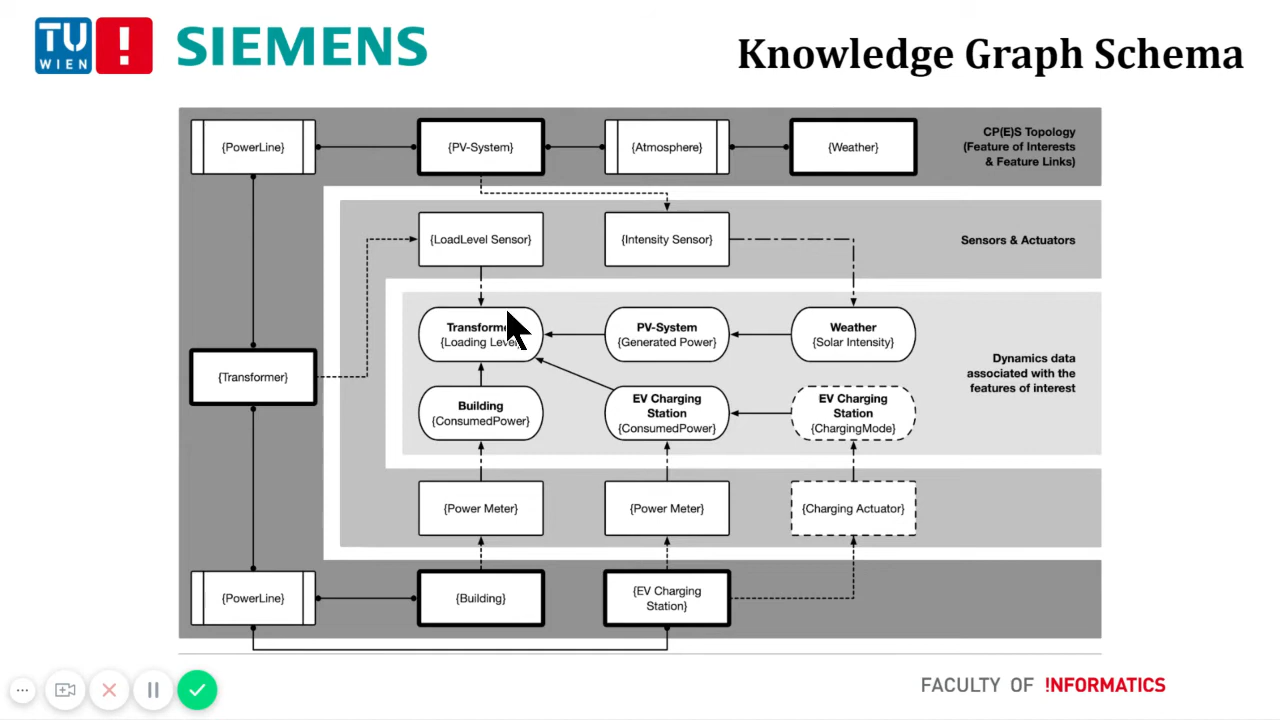 TU
WIEN
!
SIEMENS
Knowledge Graph Schema
{PowerLine}
{PV-System}
{Atmosphere}
{Weather}
CP(E)S Topology
(Feature of Interests
& Feature Links)
{LoadLevel Sensor}
{Intensity Sensor}
Sensors & Actuators
{Transformer}
{Loading Level}
PV-System
{Generated Power}
Weather
{Solar Intensity}
Dynamics data
associated with the
features of interest
Building
{ConsumedPower}
EV Charging
Station
{ConsumedPower}
EV Charging
Station
{ChargingMode}
{Power Meter}
{Power Meter}
{Charging Actuator}
{PowerLine}
{Building}
{EV Charging
Station}
FACULTY OF !NFORMATICS